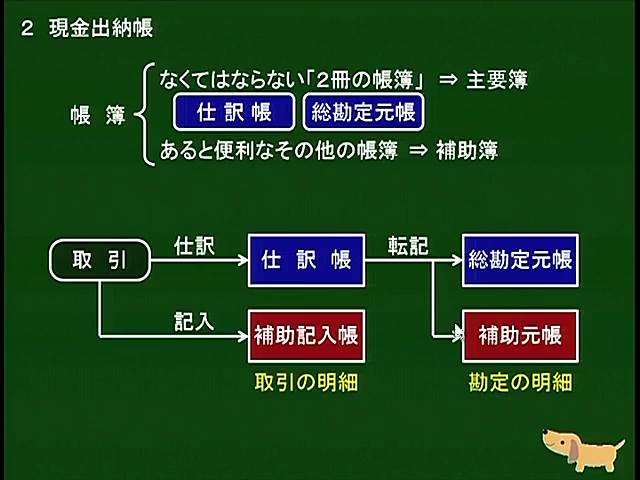 2 現金出納帳
なくてはならない「2冊の帳簿」 ⇒ 主要簿
帳 簿
仕 訳 帳 総勘定元帳
あると便利なその他の帳簿 ⇒ 補助簿
仕訳 転記
取 引 仕 訳 帳 総勘定元帳
記入
補助記入帳 補助元帳
取引の明細 勘定の明細